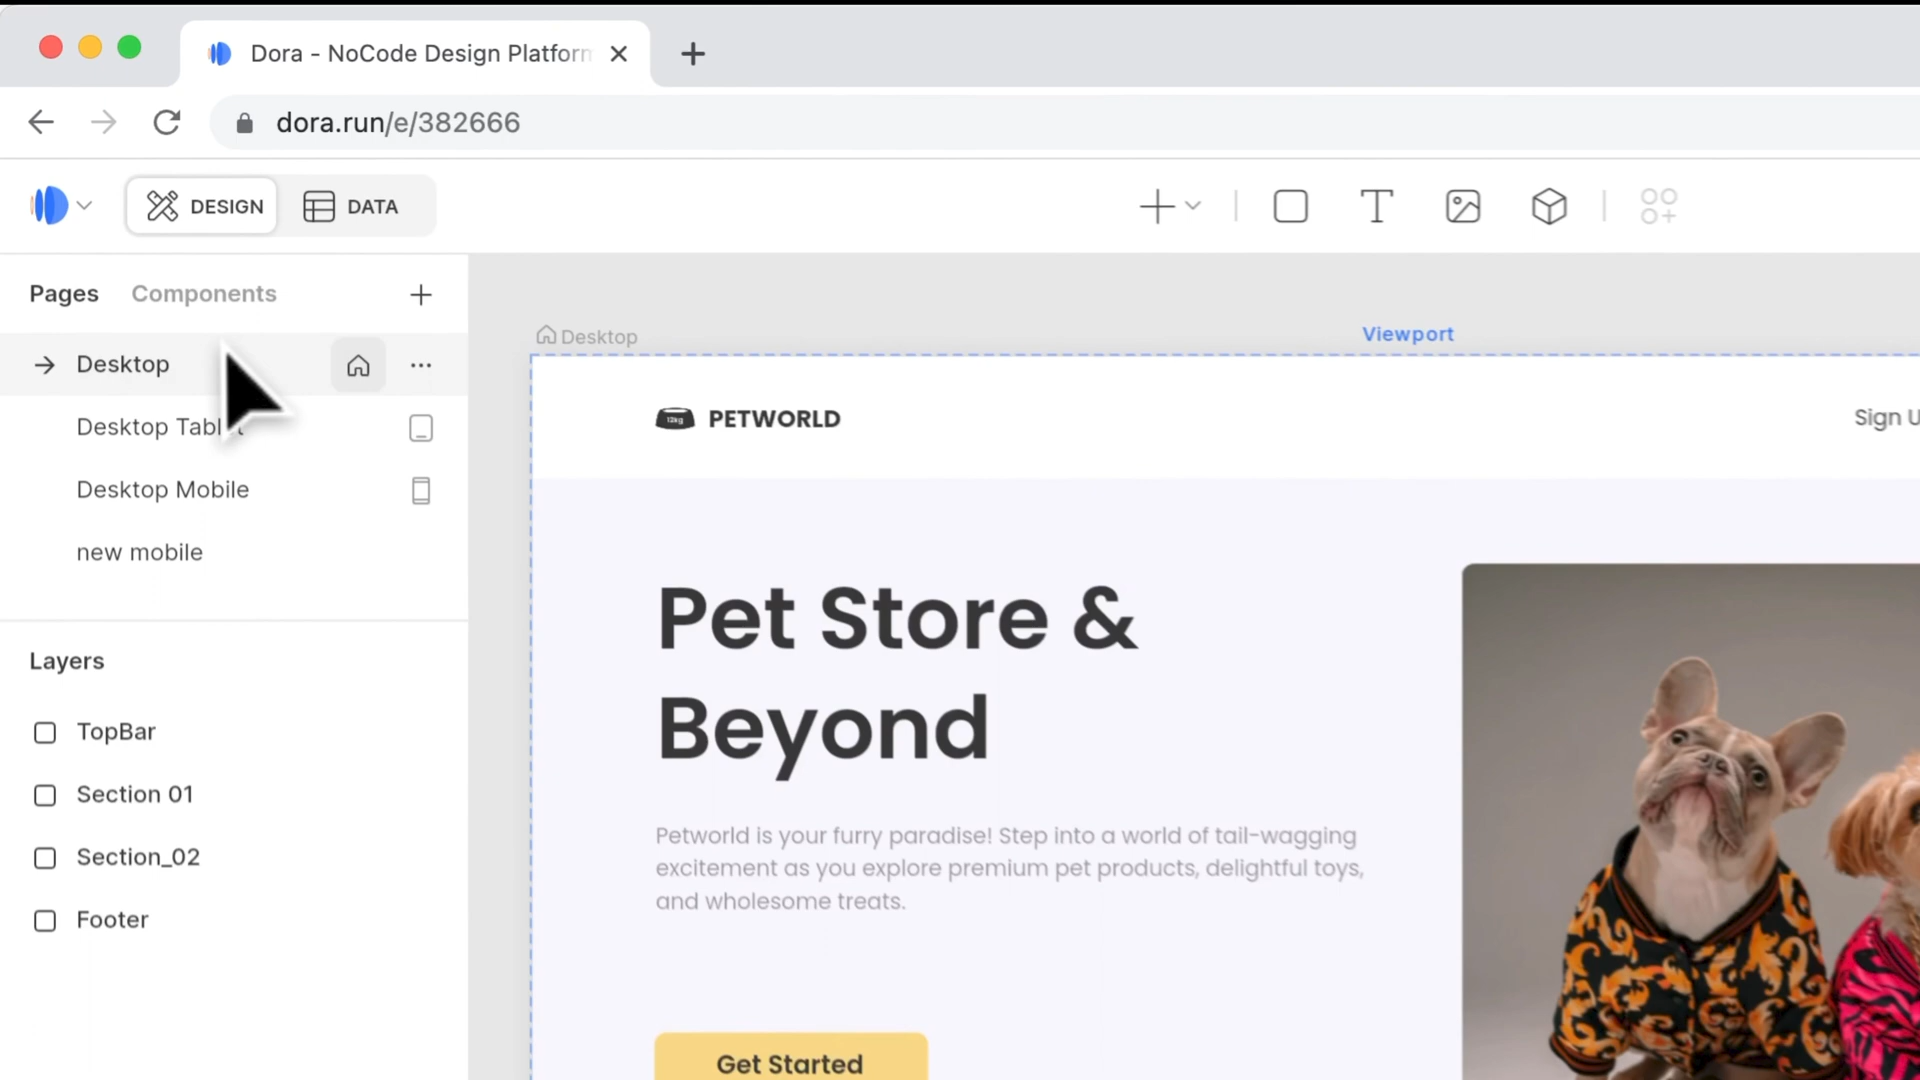 Dora - NoCode Design Platform
dora.run/e/382666
DESIGN
DATA
Pages
Components
Desktop
Desktop
Viewport
Desktop
Desktop Mobile
new mobile
12kg
PETWORLD
Sign
Pet Store &
Beyond
Layers
TopBar
Section 01
Section_02
Footer
Petworld is your furry paradise! Step into a world of tail-wagging
excitement as you explore premium pet products, delightful toys,
and wholesome treats.
Get Started